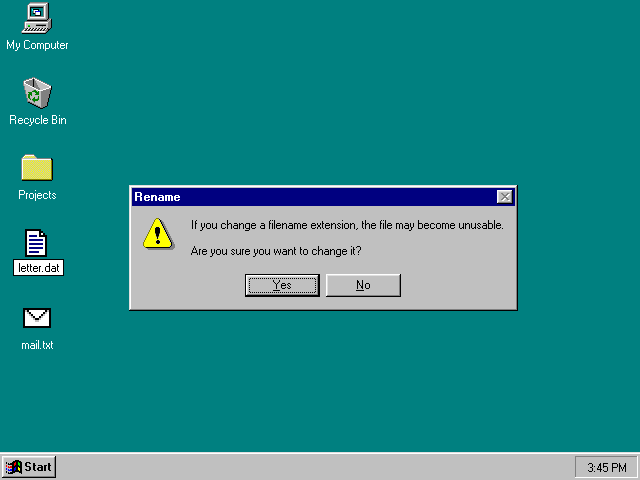 My Computer
Recycle Bin
Projects
letter.dat
mail.txt
Rename
If you change a filename extension, the file may become unusable.
Are you sure you want to change it?
Yes
No
Start
3:45 PM